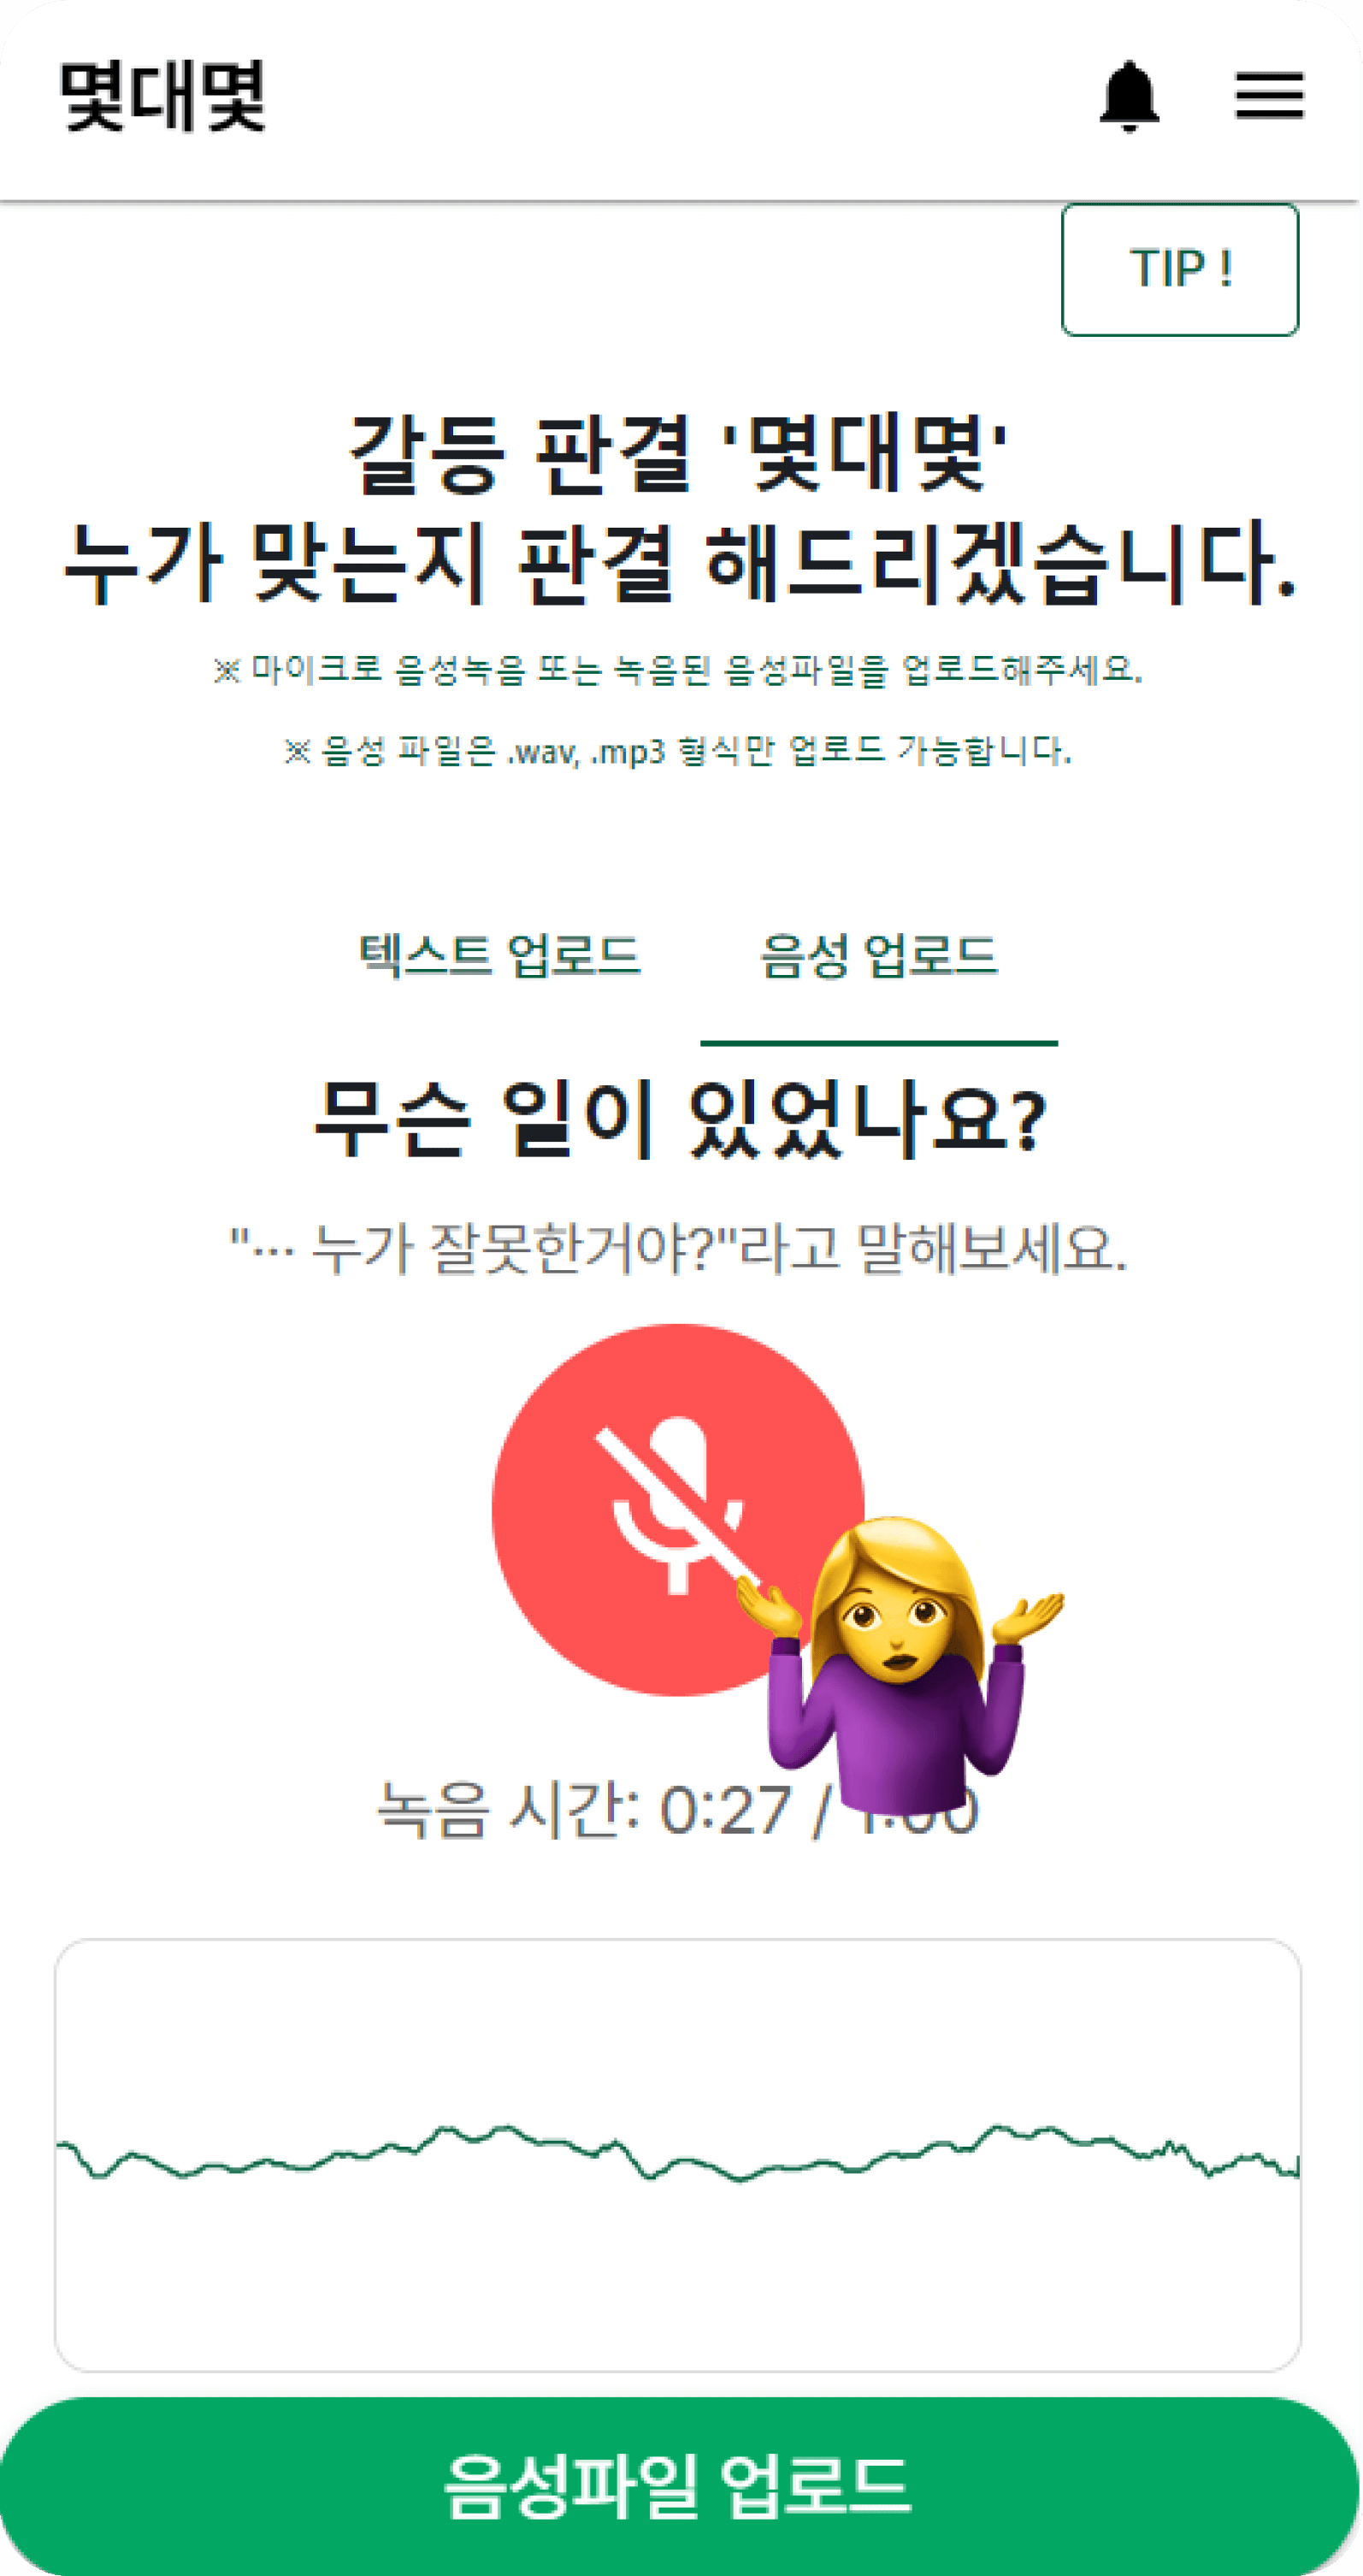 몇대몇
TIP !
갈등 판결 '몇대몇'
누가 맞는지 판결 해드리겠습니다.
※ 마이크로 음성녹음 또는 녹음된 음성파일을 업로드해주세요.
※ 음성 파일은 .wav, .mp3 형식만 업로드 가능합니다.
텍스트 업로드 음성 업로드
무슨 일이 있었나요?
"··· 누가 잘못한거야?"라고 말해보세요.
녹음 시간: 0:27 / 1:00
음성파일 업로드